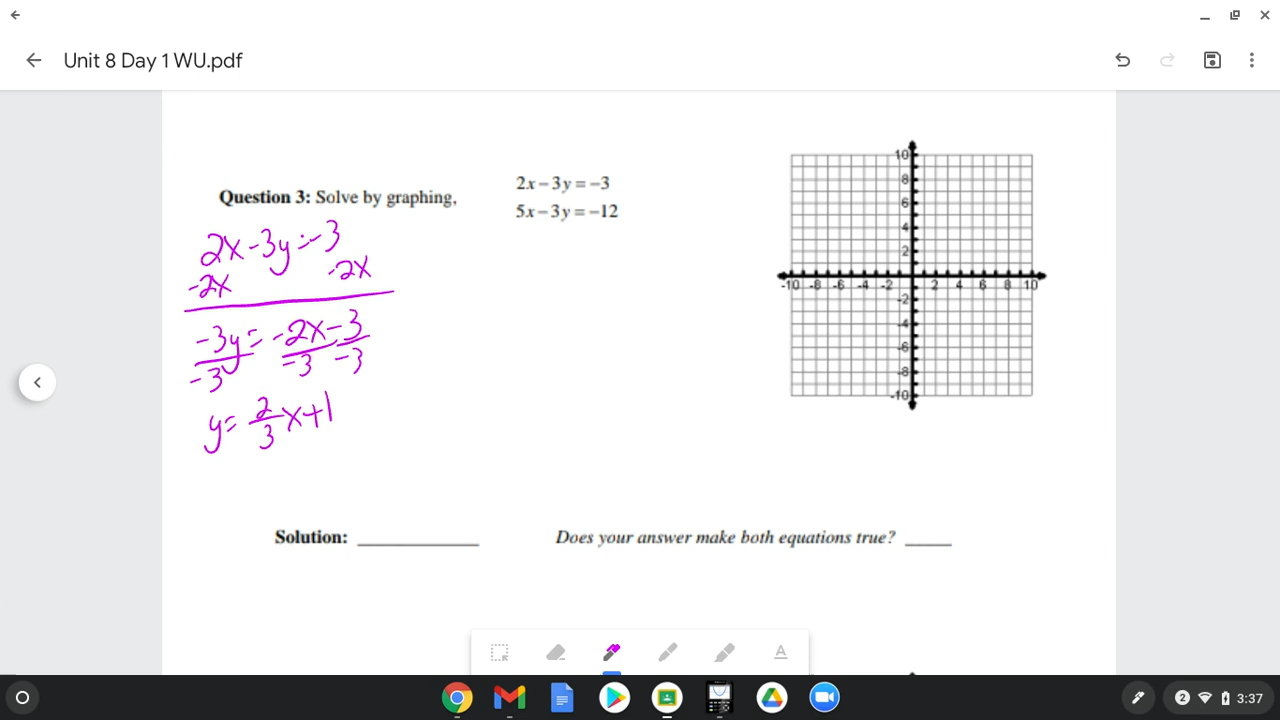 Unit 8 Day 1 WU.pdf
Question 3: Solve by graphing,
2x – 3y = –3
5x – 3y = –12
2x - 3y = -3
-2x -2x
-3y = -2x - 3
-3 -3 -3
y = 2/3 x + 1
10
8
6
4
2
-10 -8 -6 -4 -2 2 4 6 8 10
-2
-4
-6
-8
-10
Solution: ____________ Does your answer make both equations true? _____
A
2 3:37